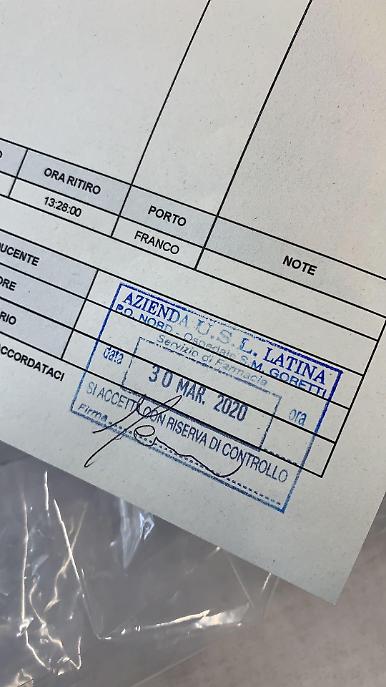 ORA RITIRO
PORTO
NOTE
13:28:00
FRANCO
UCENTE
ORE
RIO
CCORDATACI
AZIENDA U.S.L. LATINA
P.O. NORD - Ospedale S.M. GORETTI
Servizio di Farmacia
data
30 MAR. 2020
ora
SI ACCETTA CON RISERVA DI CONTROLLO
Firma